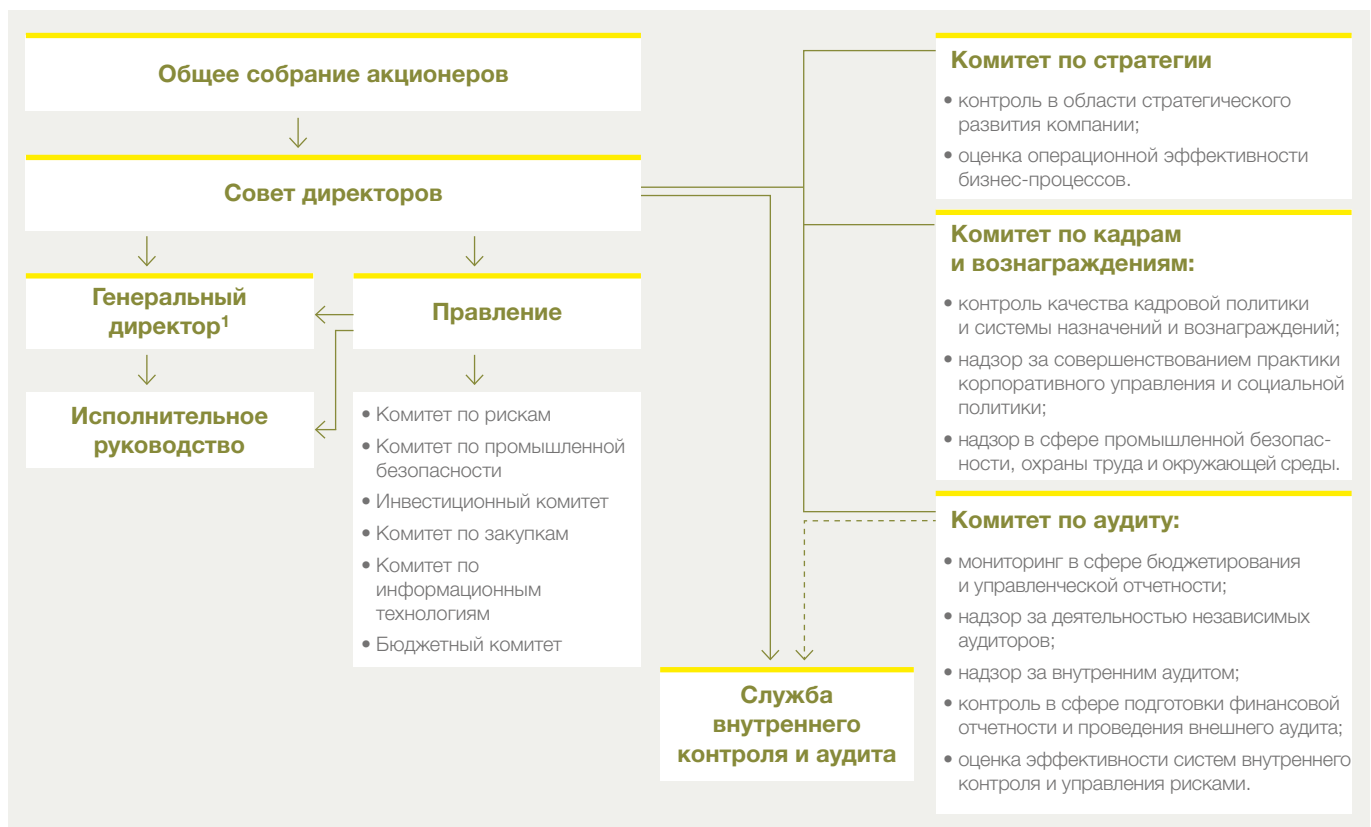 Общее собрание акционеров
Совет директоров
Генеральный
директор¹
Правление
Исполнительное
руководство
• Комитет по рискам
• Комитет по промышленной
безопасности
• Инвестиционный комитет
• Комитет по закупкам
• Комитет по
информационным
технологиям
• Бюджетный комитет
Служба
внутреннего
контроля и аудита
Комитет по стратегии
• контроль в области стратегического
развития компании;
• оценка операционной эффективности
бизнес-процессов.
Комитет по кадрам
и вознаграждениям:
• контроль качества кадровой политики
и системы назначений и вознаграждений;
• надзор за совершенствованием практики
корпоративного управления и социальной
политики;
• надзор в сфере промышленной безопас-
ности, охраны труда и окружающей среды.
Комитет по аудиту:
• мониторинг в сфере бюджетирования
и управленческой отчетности;
• надзор за деятельностью независимых
аудиторов;
• надзор за внутренним аудитом;
• контроль в сфере подготовки финансовой
отчетности и проведения внешнего аудита;
• оценка эффективности систем внутреннего
контроля и управления рисками.